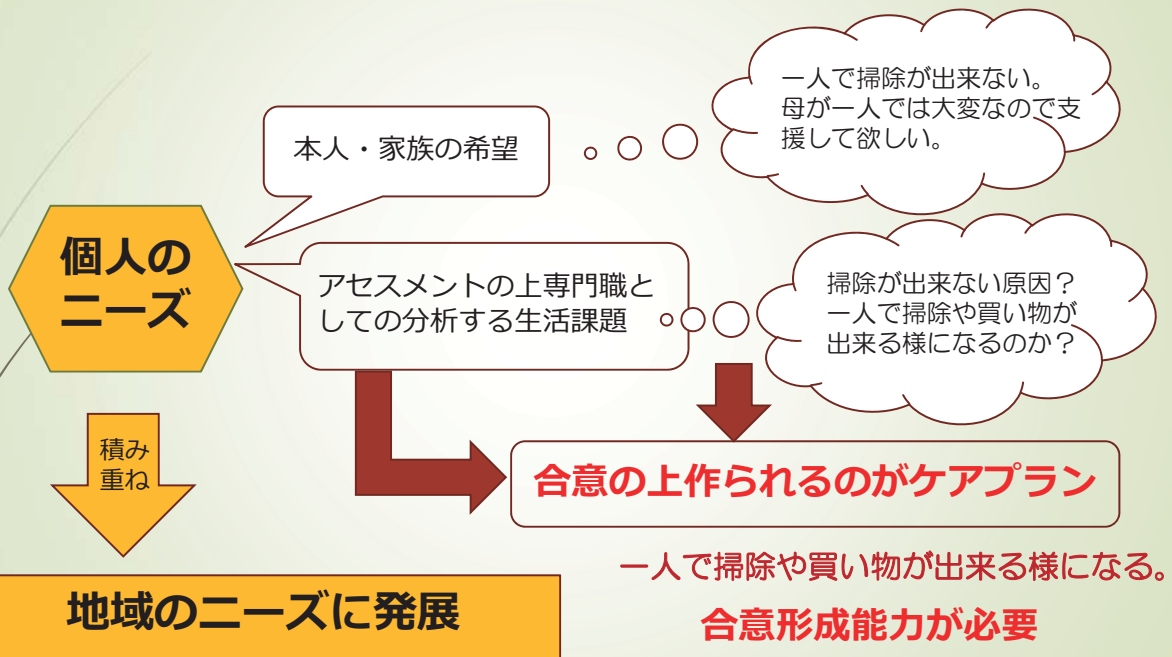 一人で掃除が出来ない。
母が一人では大変なので支
援して欲しい。
本人・家族の希望
個人の
ニーズ
アセスメントの上専門職と
しての分析する生活課題
掃除が出来ない原因？
一人で掃除や買い物が
出来る様になるのか？
積み
重ね
合意の上作られるのがケアプラン
一人で掃除や買い物が出来る様になる。
地域のニーズに発展
合意形成能力が必要